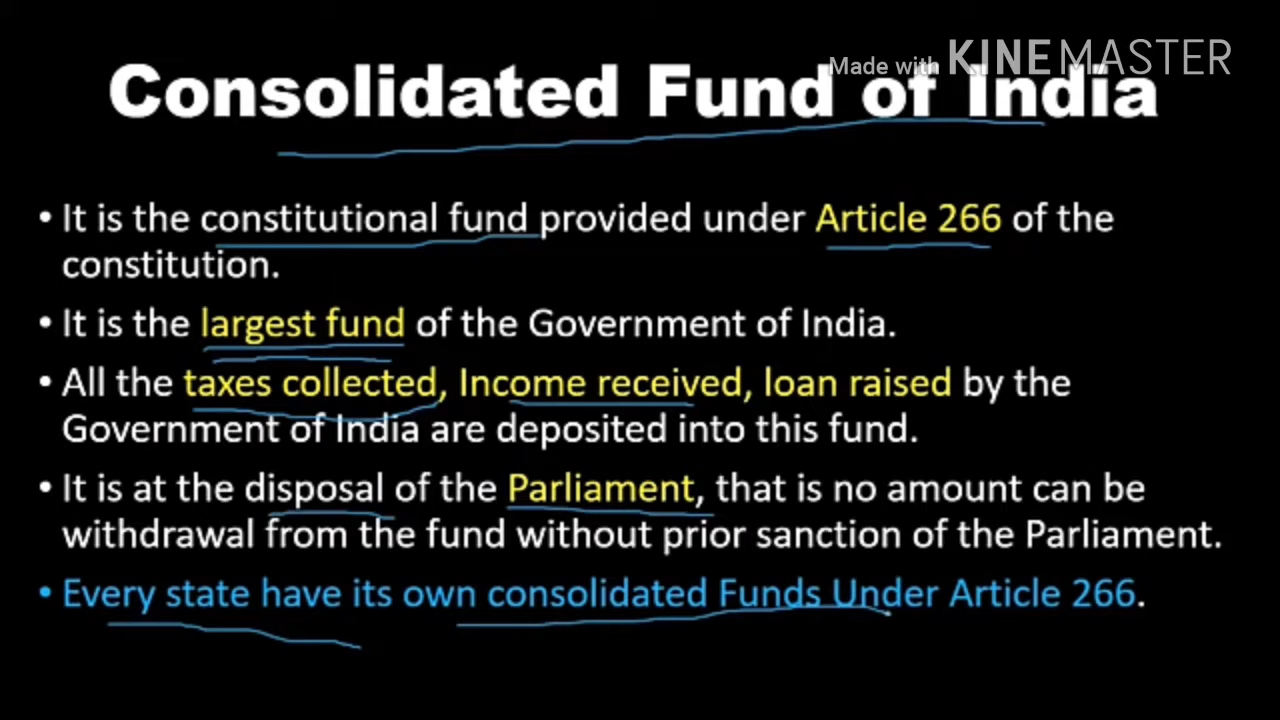 Made with KINEMASTER
Consolidated Fund of India
• It is the constitutional fund provided under Article 266 of the
constitution.
• It is the largest fund of the Government of India.
• All the taxes collected, Income received, loan raised by the
Government of India are deposited into this fund.
• It is at the disposal of the Parliament, that is no amount can be
withdrawal from the fund without prior sanction of the Parliament.
• Every state have its own consolidated Funds Under Article 266.